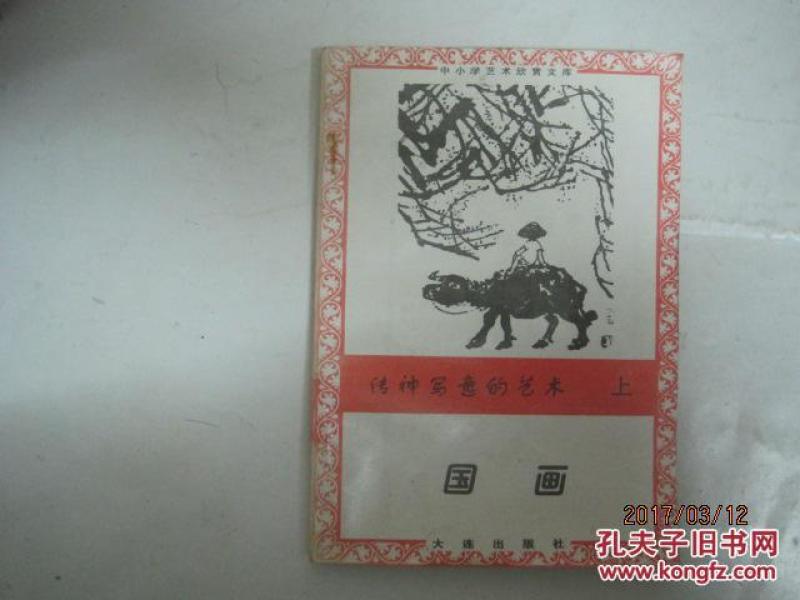 中小学艺术欣赏文库
传神写意的艺术 上
国画
大连出版社
2017/03/12
孔夫子旧书网
www.kongfz.com